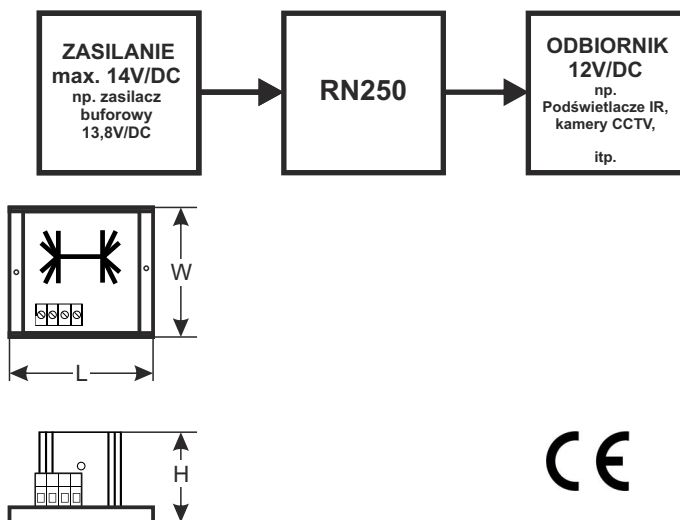 ZASILANIE
max. 14V/DC
np. zasilacz
buforowy
13,8V/DC
RN250
ODBIORNIK
12V/DC
np.
Podświetlacze IR,
kamery CCTV,
itp.
W
L
H
CE